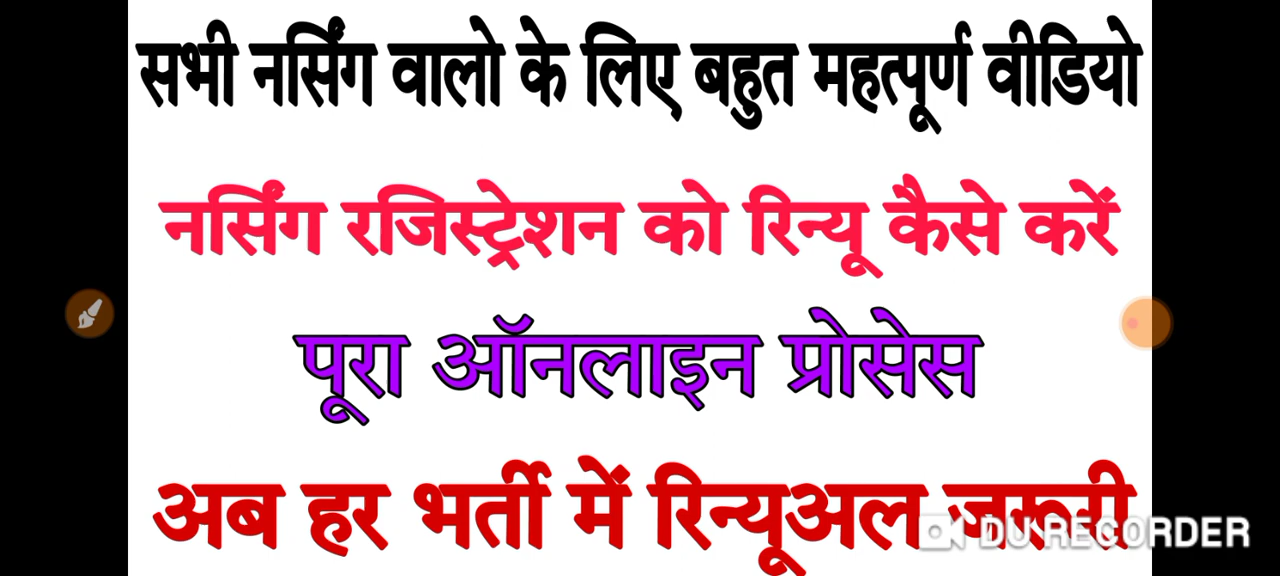 सभी नर्सिंग वालो के लिए बहुत महत्पूर्ण वीडियो
नर्सिंग रजिस्ट्रेशन को रिन्यू कैसे करें
पूरा ऑनलाइन प्रोसेस
अब हर भर्ती में रिन्यूअल जरूरी
DU RECORDER